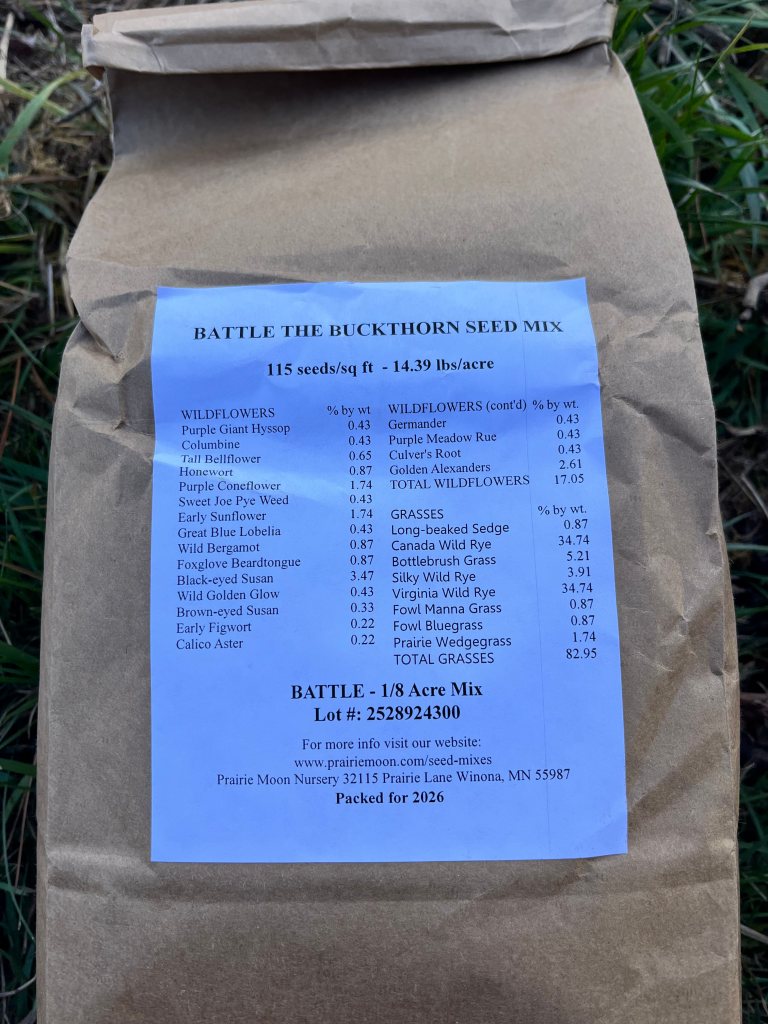 BATTLE THE BUCKTHORN SEED MIX
115 seeds/sq ft - 14.39 lbs/acre
WILDFLOWERS % by wt
Purple Giant Hyssop 0.43
Columbine 0.43
Tall Bellflower 0.65
Honewort 0.87
Purple Coneflower 1.74
Sweet Joe Pye Weed 0.43
Early Sunflower 1.74
Great Blue Lobelia 0.43
Wild Bergamot 0.87
Foxglove Beardtongue 0.87
Black-eyed Susan 3.47
Wild Golden Glow 0.43
Brown-eyed Susan 0.33
Early Figwort 0.22
Calico Aster 0.22
WILDFLOWERS (cont'd) % by wt.
Germander 0.43
Purple Meadow Rue 0.43
Culver's Root 0.43
Golden Alexanders 2.61
TOTAL WILDFLOWERS 17.05
GRASSES % by wt.
Long-beaked Sedge 0.87
Canada Wild Rye 34.74
Bottlebrush Grass 5.21
Silky Wild Rye 3.91
Virginia Wild Rye 34.74
Fowl Manna Grass 0.87
Fowl Bluegrass 0.87
Prairie Wedgegrass 1.74
TOTAL GRASSES 82.95
BATTLE - 1/8 Acre Mix
Lot #: 2528924300
For more info visit our website:
www.prairiemoon.com/seed-mixes
Prairie Moon Nursery 32115 Prairie Lane Winona, MN 55987
Packed for 2026